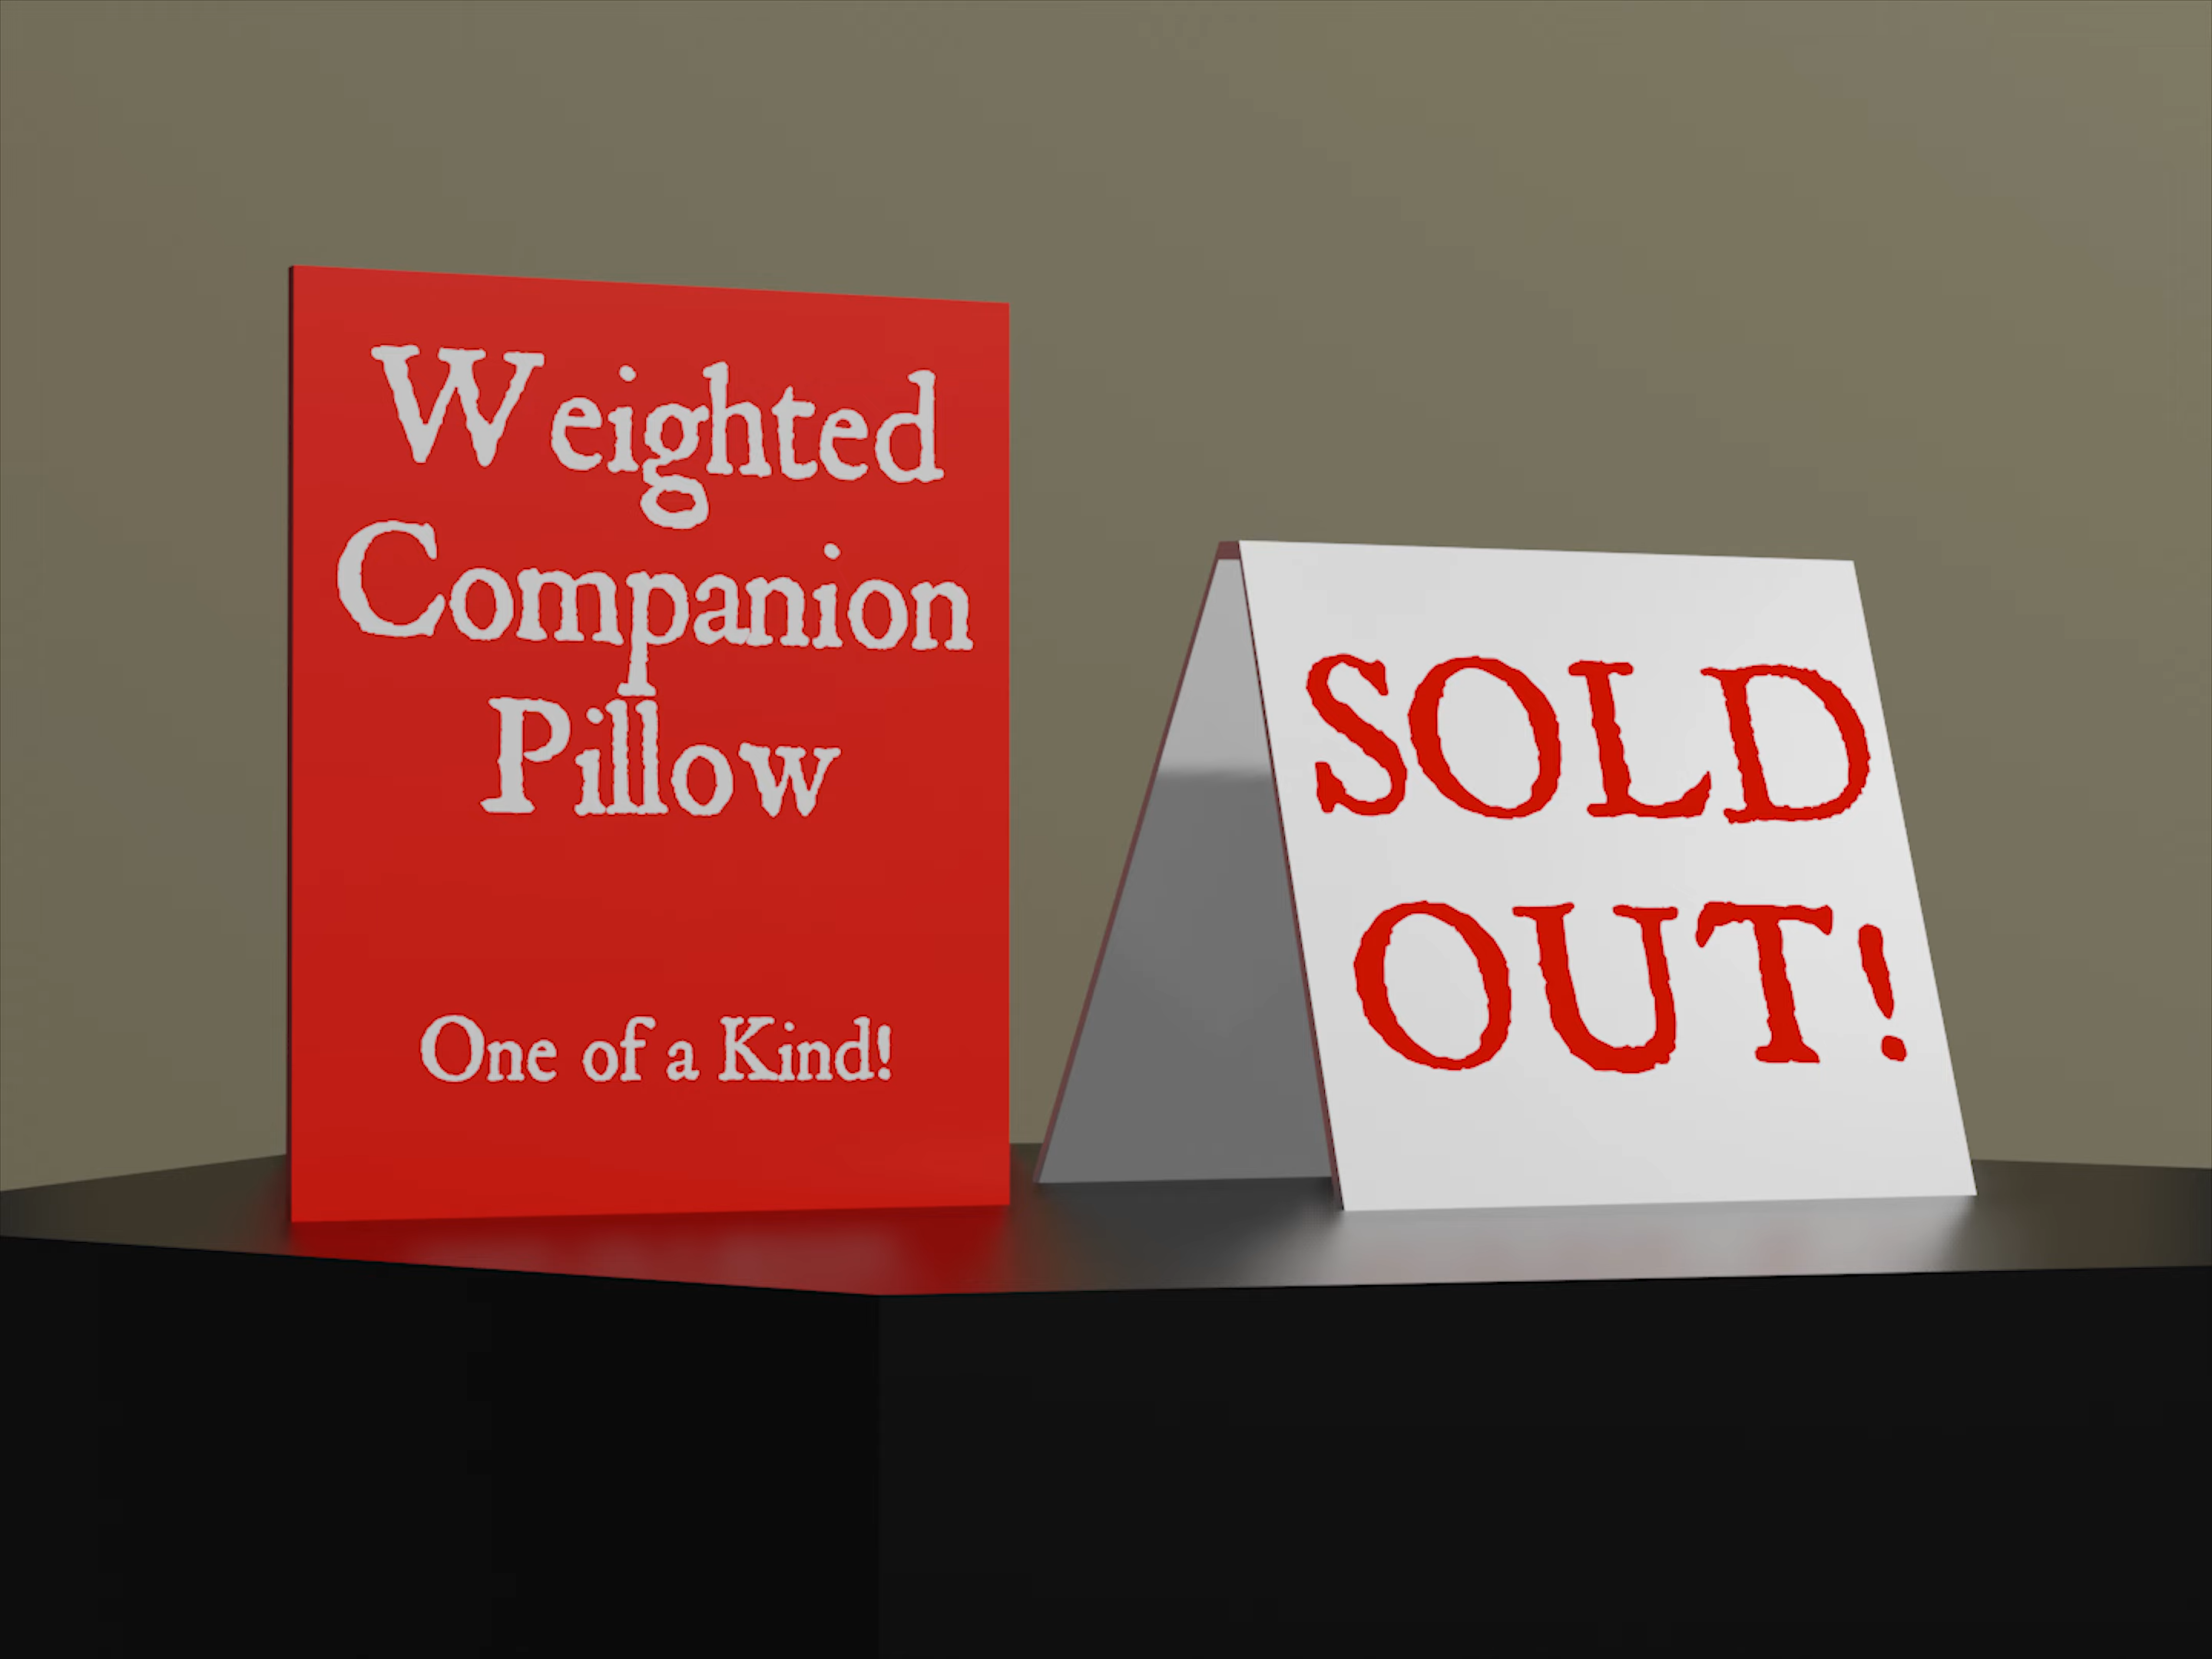 Weighted
Companion
Pillow
One of a Kind!
SOLD
OUT!